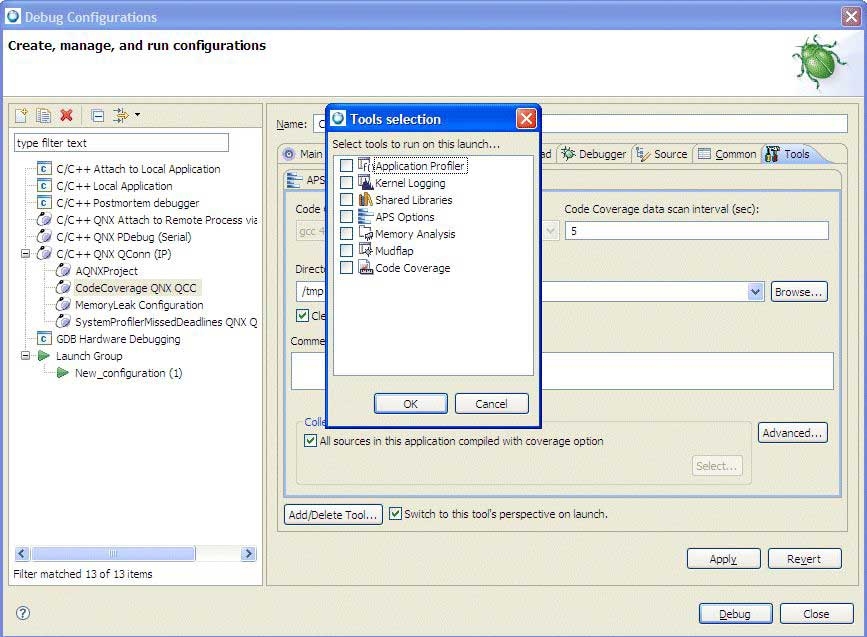 Debug Configurations
Create, manage, and run configurations
type filter text
C/C++ Attach to Local Application
C/C++ Local Application
C/C++ Postmortem debugger
C/C++ QNX Attach to Remote Process via
C/C++ QNX PDebug (Serial)
C/C++ QNX QConn (IP)
AQNXProject
CodeCoverage QNX QCC
MemoryLeak Configuration
SystemProfilerMissedDeadlines QNX Q
GDB Hardware Debugging
Launch Group
New_configuration (1)
Filter matched 13 of 13 items
Name:
Main
Debugger
Source
Common
Tools
APS
Code Coverage data scan interval (sec):
gcc 4
5
/tmp
Browse...
All sources in this application compiled with coverage option
Advanced...
Select...
Add/Delete Tool...
Switch to this tool's perspective on launch.
Apply
Revert
Debug
Close
Tools selection
Select tools to run on this launch...
Application Profiler
Kernel Logging
Shared Libraries
APS Options
Memory Analysis
Mudflap
Code Coverage
OK
Cancel